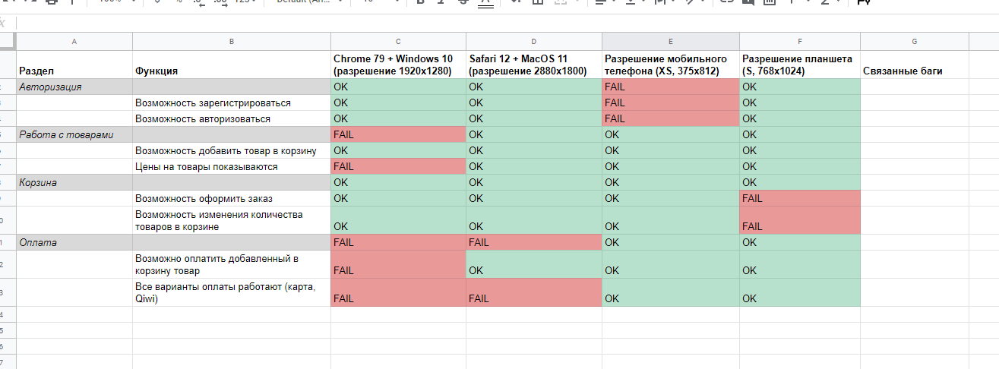 A B C D E F G
Chrome 79 + Windows 10 Safari 12 + MacOS 11 Разрешение мобильного Разрешение планшета
Раздел Функция (разрешение 1920x1280) (разрешение 2880x1800) телефона (XS, 375x812) (S, 768x1024) Связанные баги
Авторизация OK OK FAIL OK
Возможность зарегистрироваться OK OK FAIL OK
Возможность авторизоваться OK OK FAIL OK
Работа с товарами FAIL OK OK OK
Возможность добавить товар в корзину OK OK OK OK
Цены на товары показываются FAIL OK OK OK
Корзина OK OK OK OK
Возможность оформить заказ OK OK OK FAIL
Возможность изменения количества
товаров в корзине OK OK OK FAIL
Оплата FAIL FAIL OK OK
Возможно оплатить добавленный в
корзину товар FAIL OK OK OK
Все варианты оплаты работают (карта,
Qiwi) FAIL FAIL OK OK